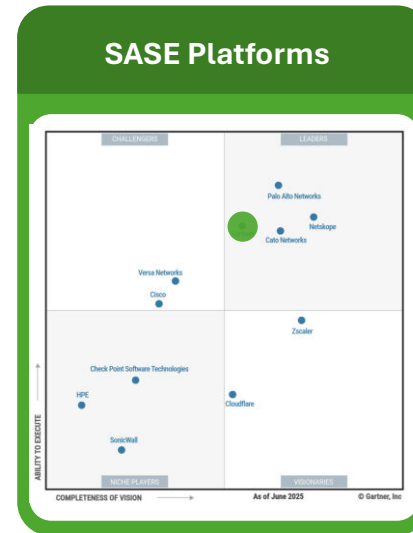 SASE Platforms
CHALLENGERS
LEADERS
Palo Alto Networks
Netskope
Cato Networks
Versa Networks
Cisco
Zscaler
Check Point Software Technologies
HPE
Cloudflare
SonicWall
NICHE PLAYERS
VISIONARIES
ABILITY TO EXECUTE
COMPLETENESS OF VISION
As of June 2025
© Gartner, Inc